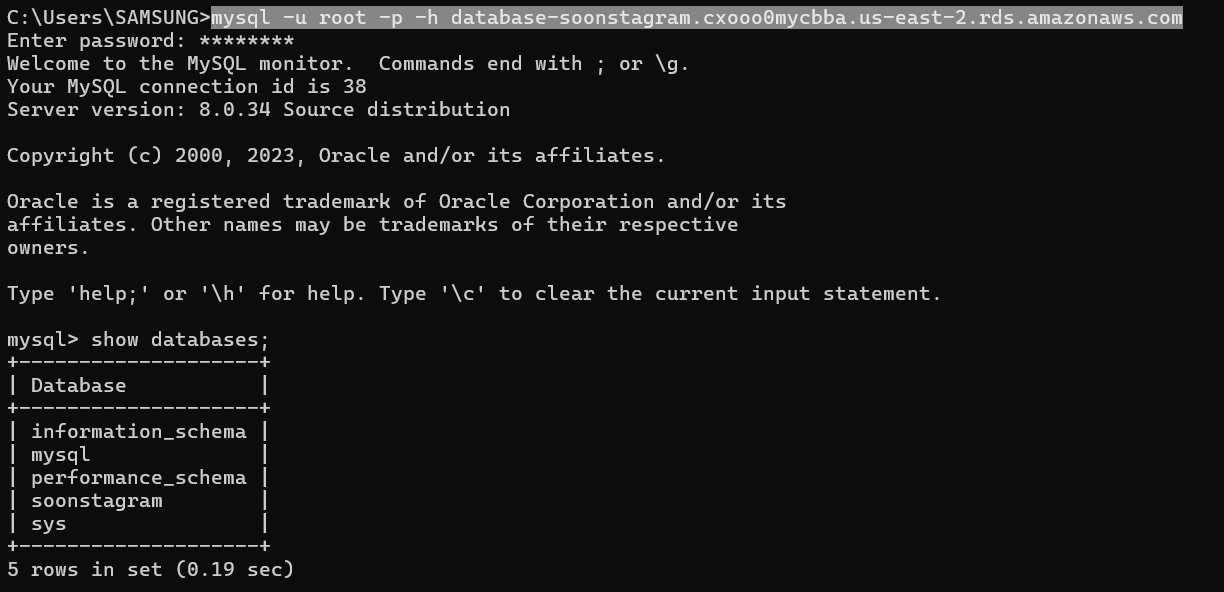 C:\Users\SAMSUNG>mysql -u root -p -h database-soonstagram.cxooo0mycbba.us-east-2.rds.amazonaws.com
Enter password: ********
Welcome to the MySQL monitor.  Commands end with ; or \g.
Your MySQL connection id is 38
Server version: 8.0.34 Source distribution

Copyright (c) 2000, 2023, Oracle and/or its affiliates.

Oracle is a registered trademark of Oracle Corporation and/or its
affiliates. Other names may be trademarks of their respective
owners.

Type 'help;' or '\h' for help. Type '\c' to clear the current input statement.

mysql> show databases;
+--------------------+
| Database           |
+--------------------+
| information_schema |
| mysql              |
| performance_schema |
| soonstagram        |
| sys                |
+--------------------+
5 rows in set (0.19 sec)